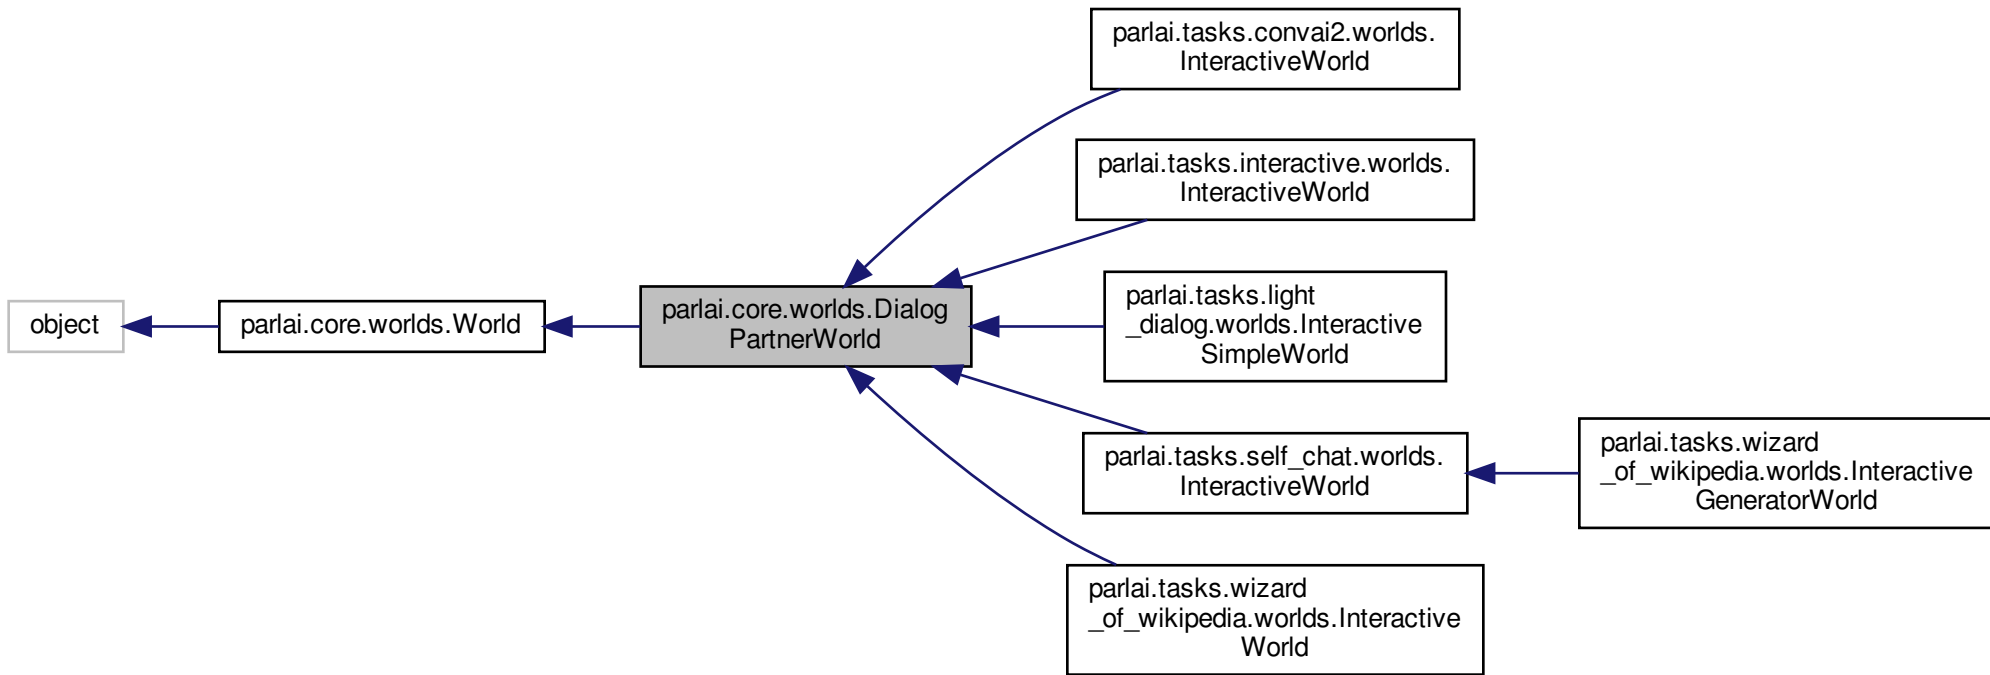 object
parlai.core.worlds.World
parlai.core.worlds.Dialog
PartnerWorld
parlai.tasks.convai2.worlds.
InteractiveWorld
parlai.tasks.interactive.worlds.
InteractiveWorld
parlai.tasks.light
_dialog.worlds.Interactive
SimpleWorld
parlai.tasks.self_chat.worlds.
InteractiveWorld
parlai.tasks.wizard
_of_wikipedia.worlds.Interactive
GeneratorWorld
parlai.tasks.wizard
_of_wikipedia.worlds.Interactive
World